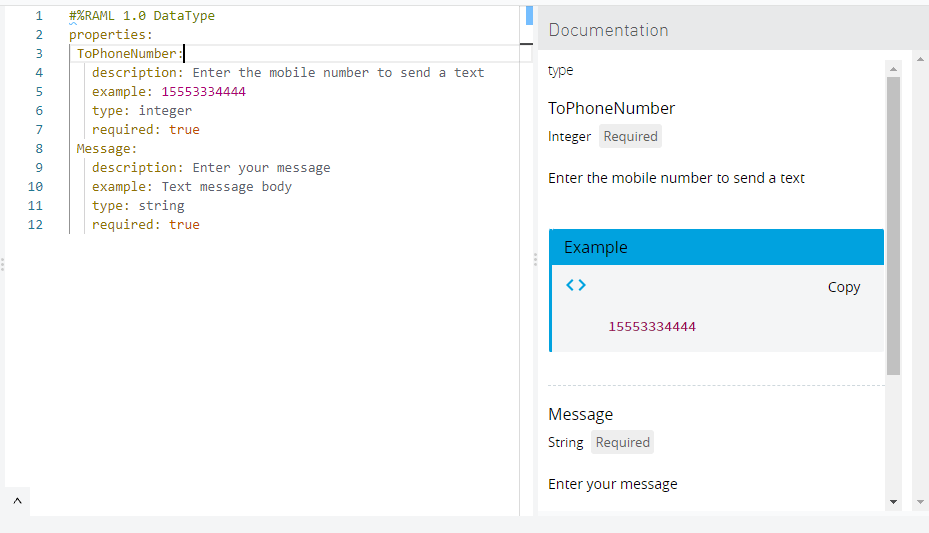 1 #%RAML 1.0 DataType
2 properties:
3 ToPhoneNumber:
4 description: Enter the mobile number to send a text
5 example: 15553334444
6 type: integer
7 required: true
8 Message:
9 description: Enter your message
10 example: Text message body
11 type: string
12 required: true
Documentation
type
ToPhoneNumber
Integer Required
Enter the mobile number to send a text
Example
Copy
15553334444
Message
String Required
Enter your message